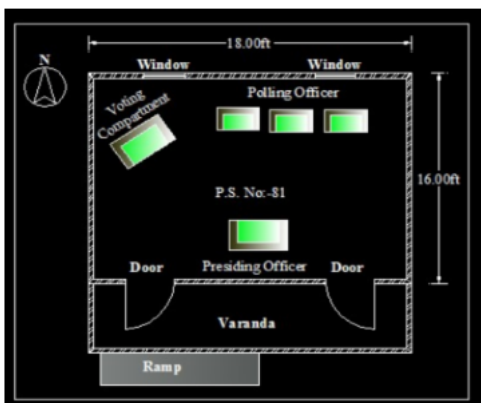 18.00ft
N
Window
Window
Voting
Compartment
Polling Officer
16.00ft
P.S. No:-81
Door
Presiding Officer
Door
Varanda
Ramp